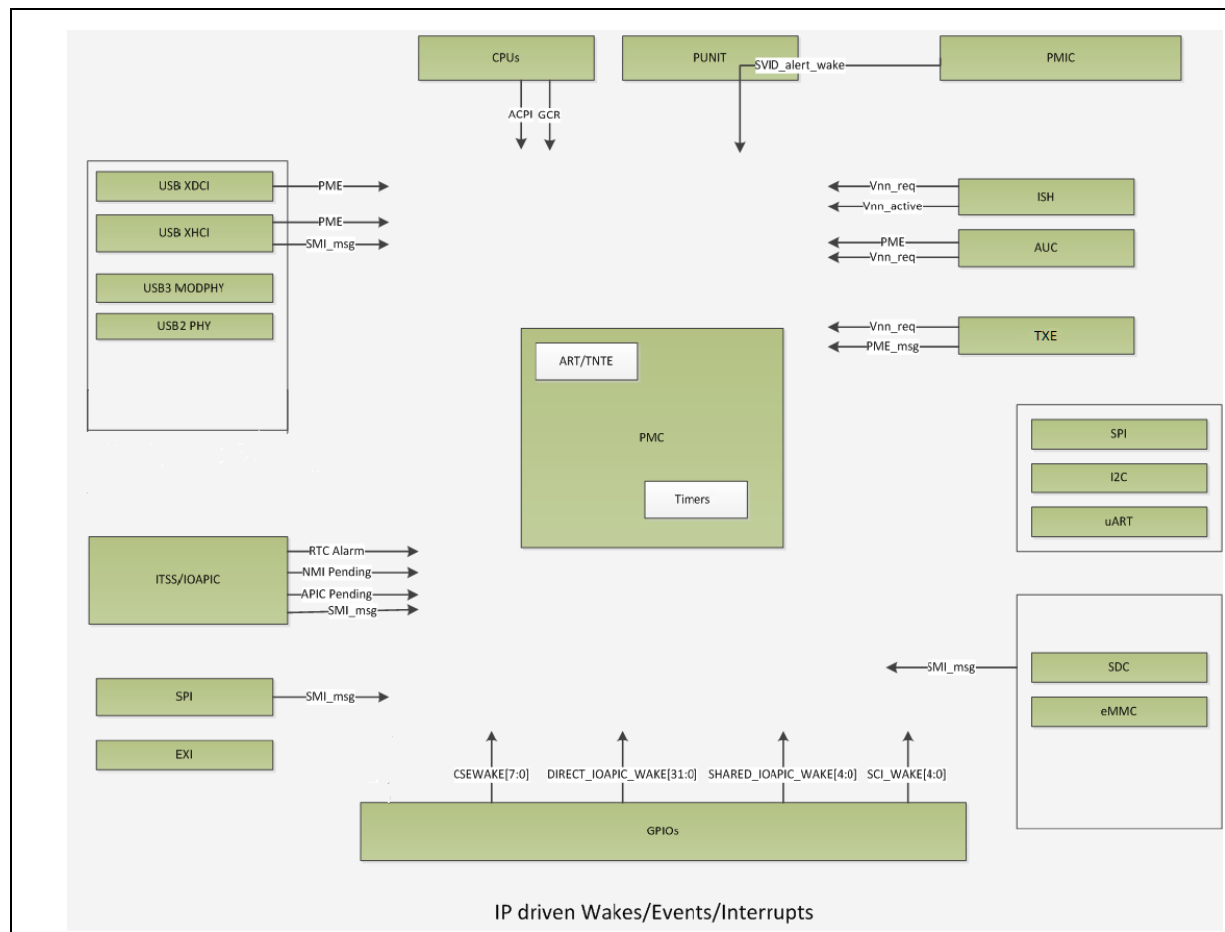 CPUs
PUNIT
SVID_alert_wake
PMIC
ACPI
GCR
USB XDCI
PME
USB XHCI
PME
SMI_msg
USB3 MODPHY
USB2 PHY
Vnn_req
Vnn_active
ISH
PME
Vnn_req
AUC
Vnn_req
PME_msg
TXE
ART/TNTE
PMC
Timers
SPI
I2C
uART
ITSS/IOAPIC
RTC Alarm
NMI Pending
APIC Pending
SMI_msg
SPI
SMI_msg
EXI
SMI_msg
SDC
eMMC
CSEWAKE[7:0]
DIRECT_IOAPIC_WAKE[31:0]
SHARED_IOAPIC_WAKE[4:0]
SCI_WAKE[4:0]
GPIOs
IP driven Wakes/Events/Interrupts